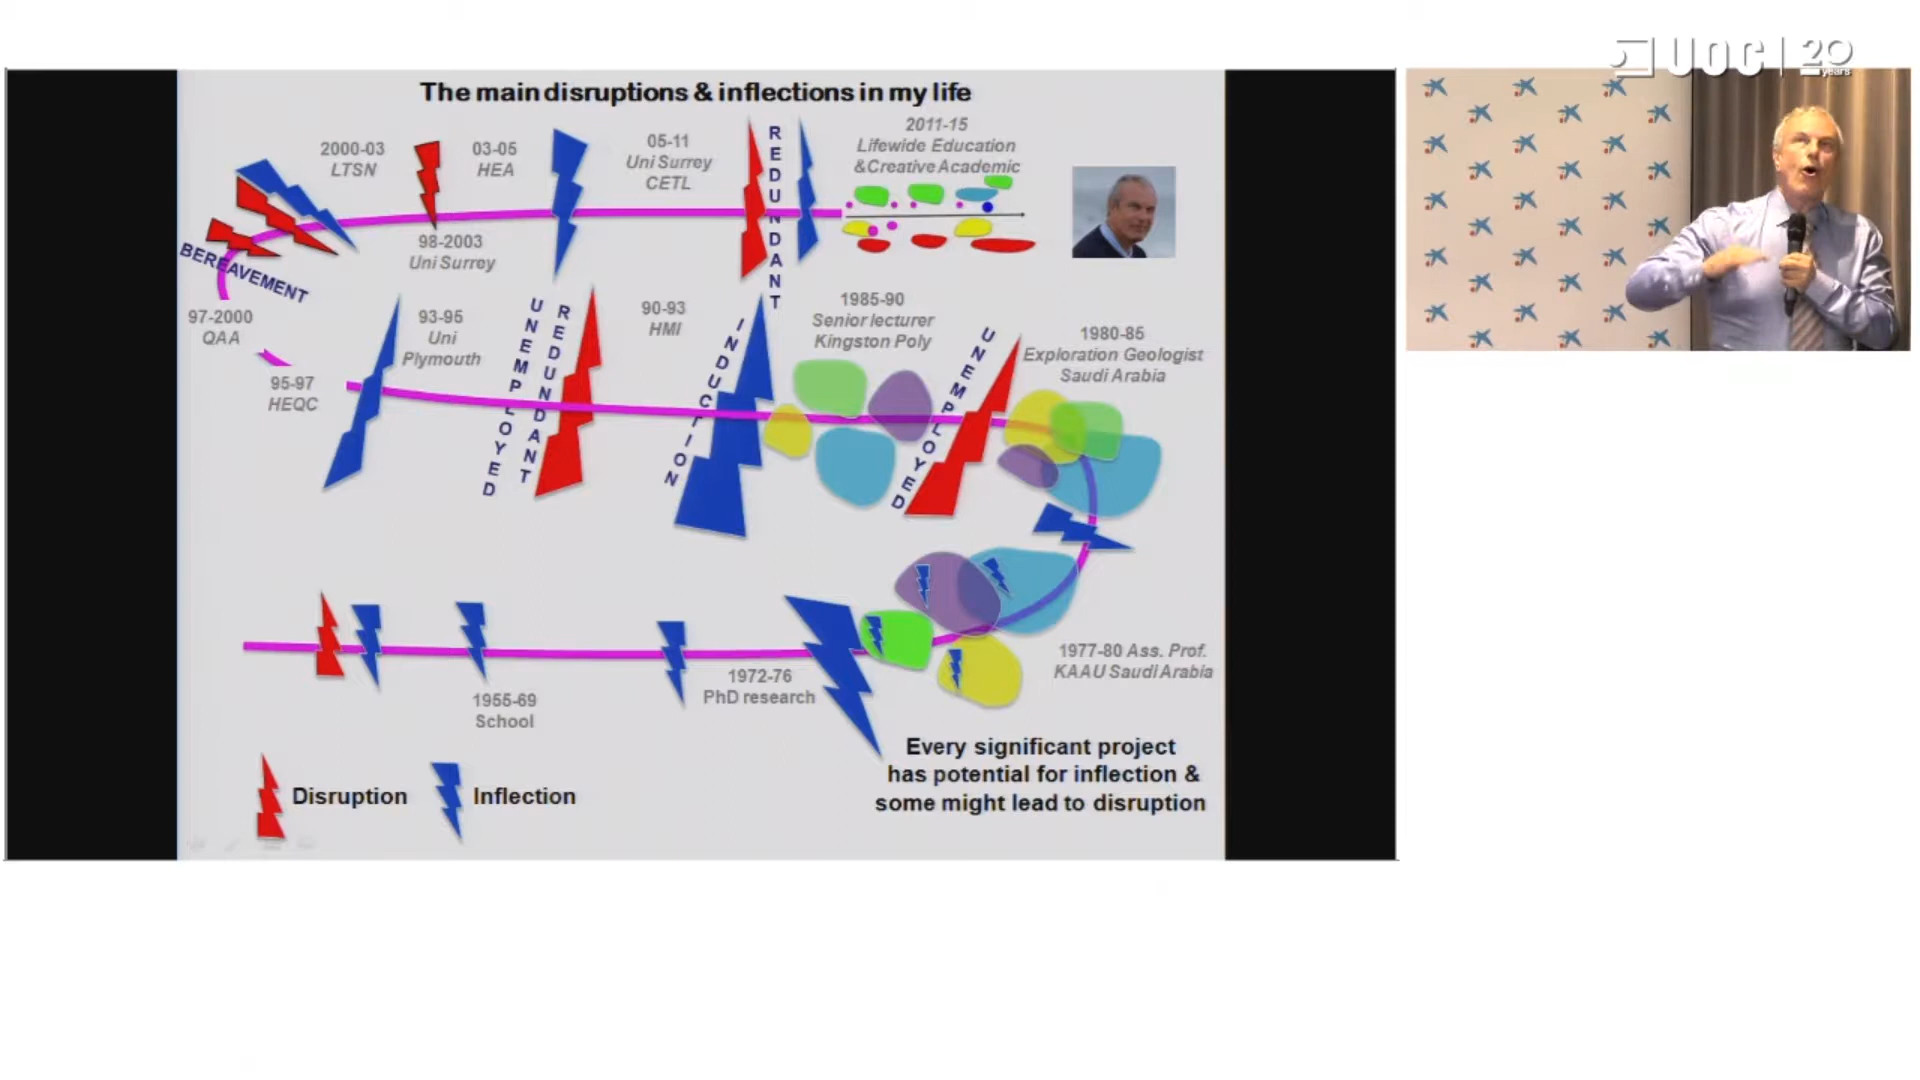 UOC 20
years
The main disruptions & inflections in my life
2000-03
LTSN
03-05
HEA
05-11
Uni Surrey
CETL
REDUNDANT
2011-15
Lifewide Education
&Creative Academic
98-2003
Uni Surrey
BEREAVEMENT
97-2000
QAA
95-97
HEQC
93-95
Uni
Plymouth
UNEMPLOYED
REDUNDANT
90-93
HMI
INDUCTION
1985-90
Senior lecturer
Kingston Poly
UNEMPLOYED
1980-85
Exploration Geologist
Saudi Arabia
1955-69
School
1972-76
PhD research
1977-80 Ass. Prof.
KAAU Saudi Arabia
Every significant project
has potential for inflection &
some might lead to disruption
Disruption
Inflection